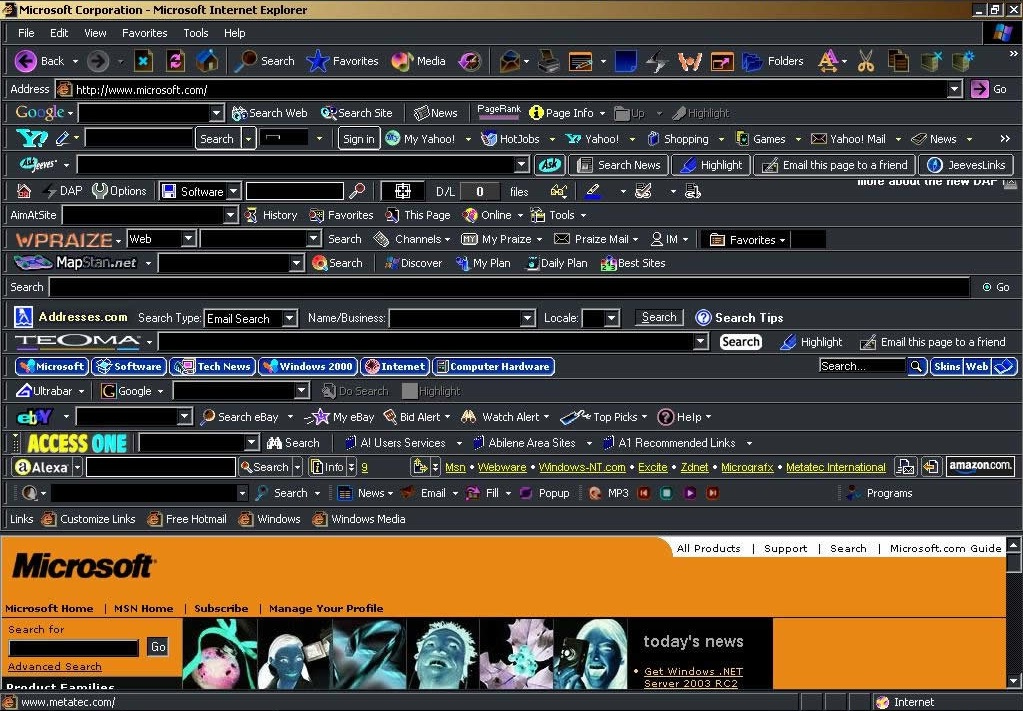 Microsoft Corporation - Microsoft Internet Explorer
File Edit View Favorites Tools Help
Back Search Favorites Media Folders »
Address http://www.microsoft.com/ Go
Google Search Web Search Site News PageRank Page Info Up Highlight
Y! Search Sign in My Yahoo! HotJobs Yahoo! Shopping Games Yahoo! Mail News »
Ask Jeeves Ask Search News Highlight Email this page to a friend JeevesLinks
DAP Options Software D/L 0 files more about the new DAP
AimAtSite History Favorites This Page Online Tools
WPRAIZE Web Search Channels MY My Praize Praize Mail IM Favorites
MapStan.net Search Discover My Plan Daily Plan Best Sites
Search Go
Addresses.com Search Type: Email Search Name/Business: Locale: Search Search Tips
TEOMA Search Highlight Email this page to a friend
Microsoft Software Tech News Windows 2000 Internet Computer Hardware Search... Skins Web
Ultrabar Google Do Search Highlight
ebY Search eBay My eBay Bid Alert Watch Alert Top Picks Help
ACCESS ONE Search AI Users Services Abilene Area Sites A1 Recommended Links
Alexa Search Info 9 Msn • Webware • Windows-NT.com • Excite • Zdnet • Micrografx • Metatec International amazon.com.
Search News Email Fill Popup MP3 Programs
Links Customize Links Free Hotmail Windows Windows Media
All Products | Support | Search | Microsoft.com Guide
Microsoft
Microsoft Home | MSN Home | Subscribe | Manage Your Profile
Search for
Go
Advanced Search
Product Families
today's news
• Get Windows .NET
Server 2003 RC2
www.metatec.com/ Internet